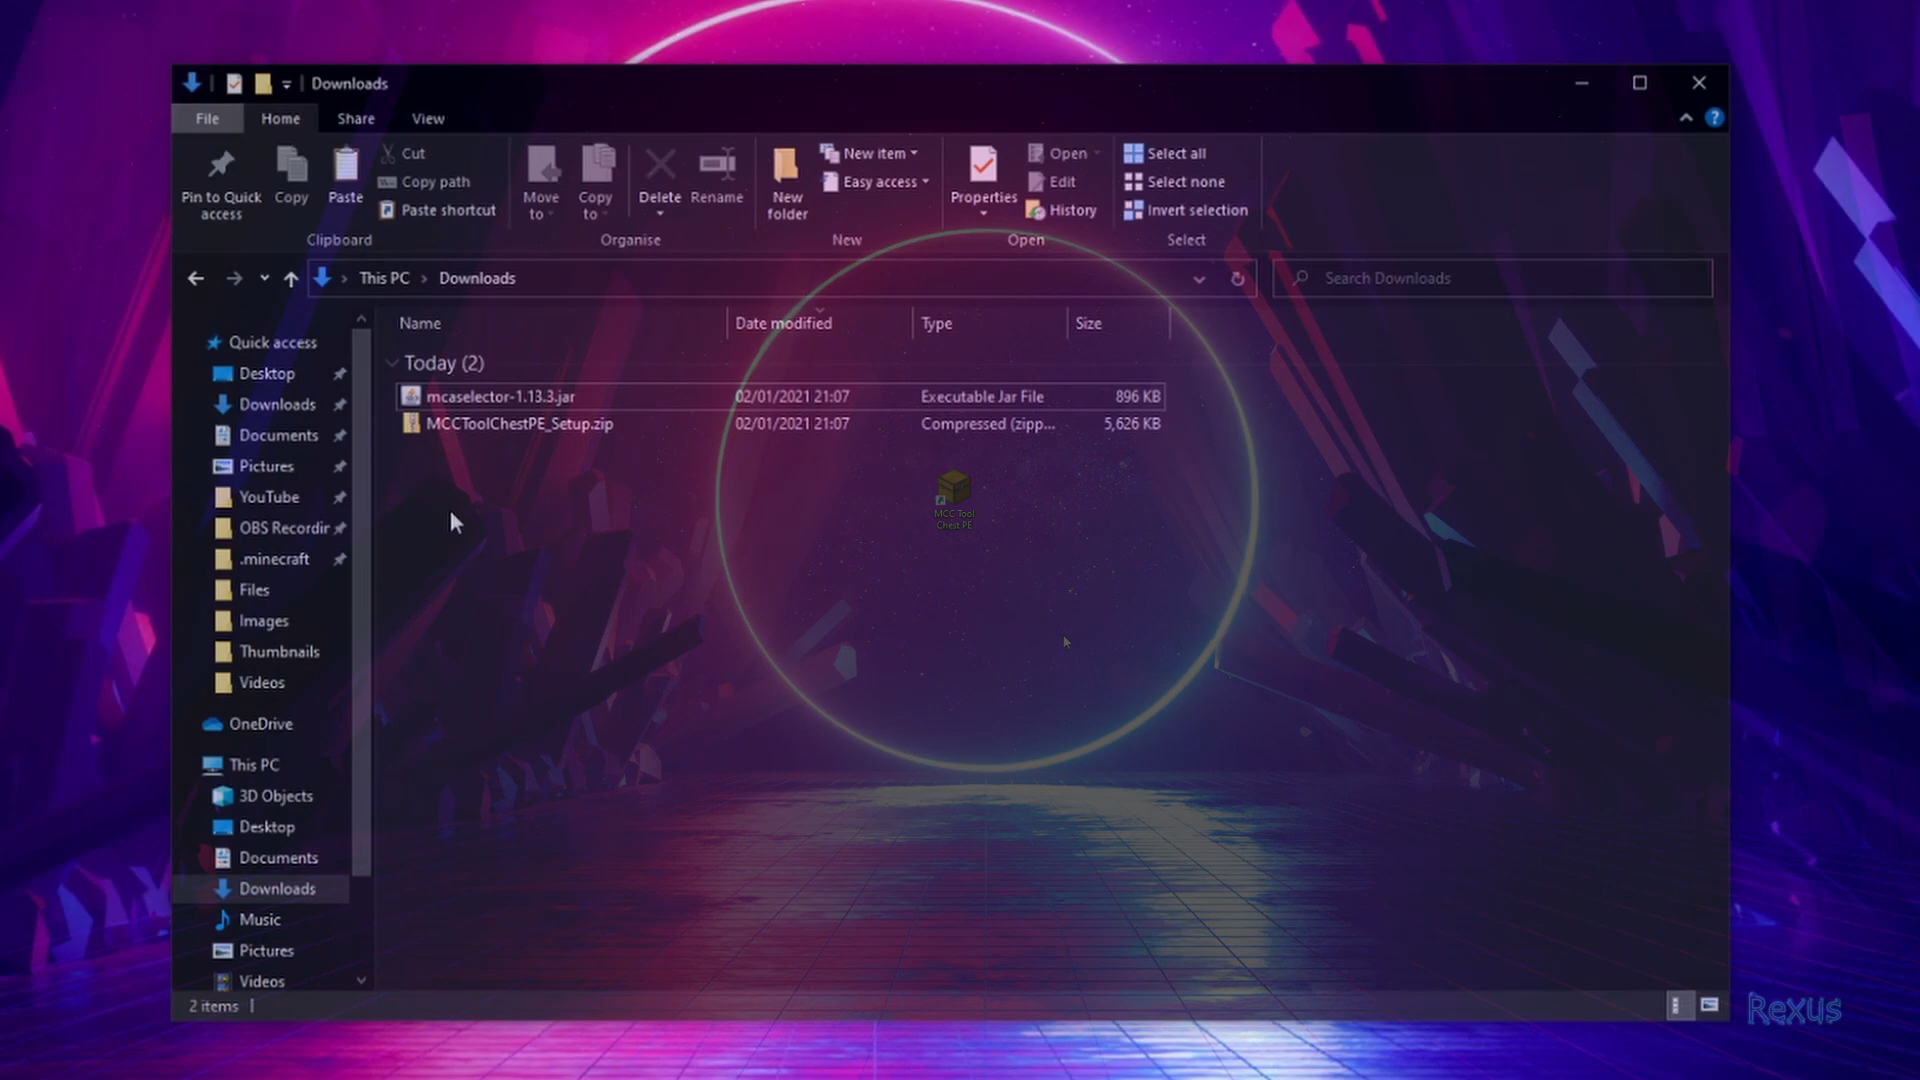 Downloads
File Home Share View
Pin to Quick access
Copy
Paste
Cut
Copy path
Paste shortcut
Clipboard
Move to
Copy to
Delete
Rename
Organise
New folder
New item
Easy access
New
Properties
Open
Edit
History
Open
Select all
Select none
Invert selection
Select
This PC > Downloads
Search Downloads
Name Date modified Type Size
Today (2)
mcaselector-1.13.3.jar 02/01/2021 21:07 Executable Jar File 896 KB
MCCToolChestPE_Setup.zip 02/01/2021 21:07 Compressed (zipp... 5,626 KB
MCC Tool
Chest PE
Quick access
Desktop
Downloads
Documents
Pictures
YouTube
OBS Recordir
.minecraft
Files
Images
Thumbnails
Videos
OneDrive
This PC
3D Objects
Desktop
Documents
Downloads
Music
Pictures
Videos
2 items
Rexus